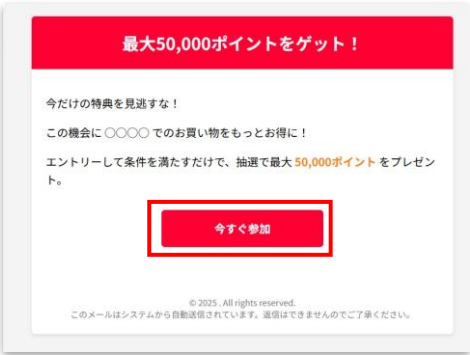 最大50,000ポイントをゲット！
今だけの特典を見逃すな！
この機会に 〇〇〇〇 でのお買い物をもっとお得に！
エントリーして条件を満たすだけで、抽選で最大 50,000ポイント をプレゼン
ト。
今すぐ参加
© 2025 . All rights reserved.
このメールはシステムから自動送信されています。返信はできませんのでご了承ください。